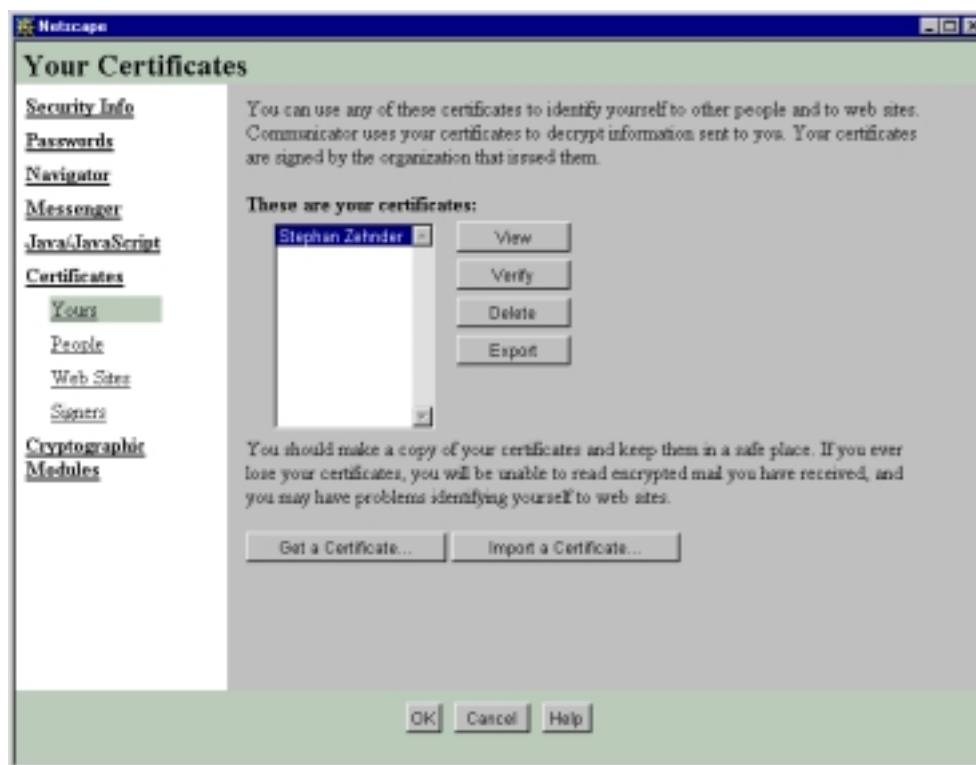 Netscape
Your Certificates
Security Info
Passwords
Navigator
Messenger
Java/JavaScript
Certificates
Yours
People
Web Sites
Signers
Cryptographic
Modules
You can use any of these certificates to identify yourself to other people and to web sites.
Communicator uses your certificates to decrypt information sent to you. Your certificates
are signed by the organization that issued them.
These are your certificates:
Stephan Zehnder
View
Verify
Delete
Export
You should make a copy of your certificates and keep them in a safe place. If you ever
lose your certificates, you will be unable to read encrypted mail you have received, and
you may have problems identifying yourself to web sites.
Get a Certificate...
Import a Certificate...
OK
Cancel
Help